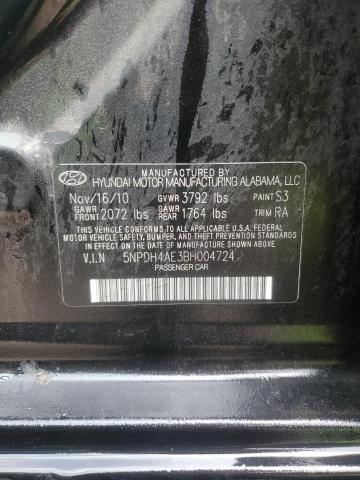 MANUFACTURED BY
HYUNDAI MOTOR MANUFACTURING ALABAMA, LLC
Nov/16/10 GVWR 3792 lbs PAINT S3
GAWR FRONT 2072 lbs GAWR REAR 1764 lbs TRIM RA
THIS VEHICLE CONFORMS TO ALL APPLICABLE U.S.A. FEDERAL
MOTOR VEHICLE SAFETY, BUMPER, AND THEFT PREVENTION
STANDARDS IN EFFECT ON THE DATE OF MANUFACTURE SHOWN ABOVE.
V.I.N 5NPDH4AE3BH004724
PASSENGER CAR